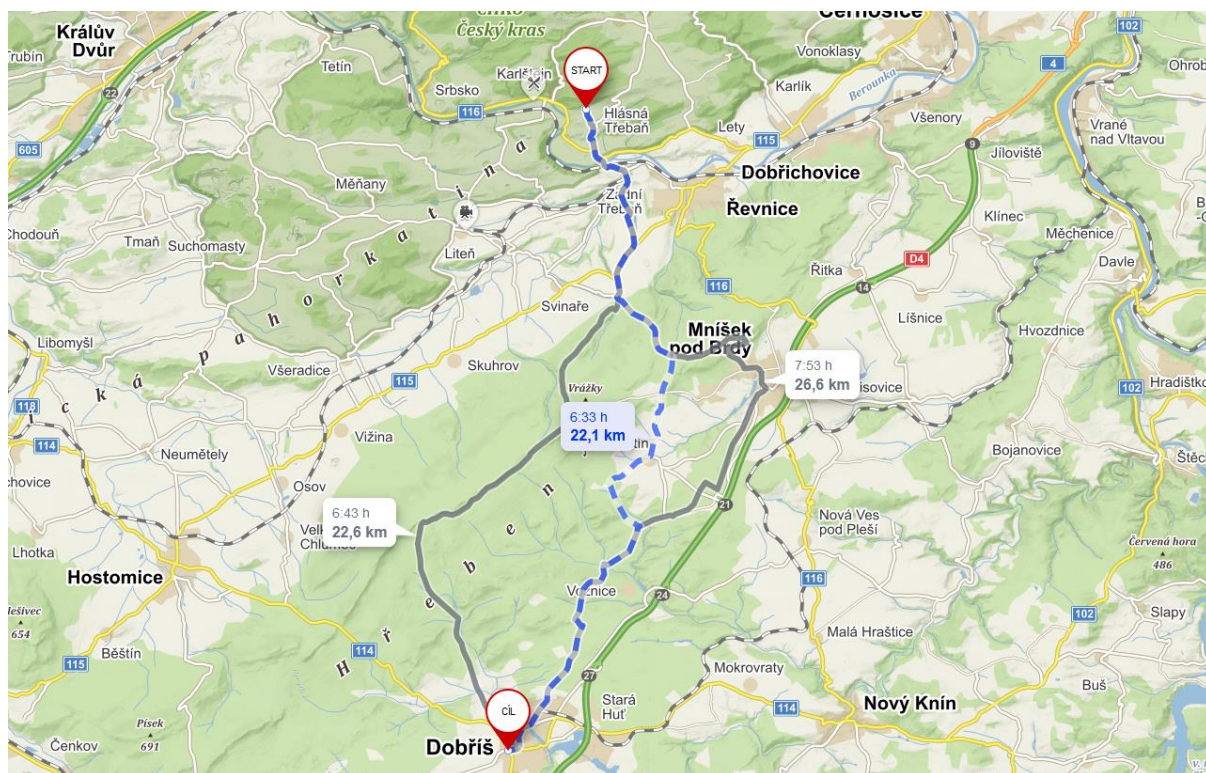 Králův
Dvůr
Český kras
Černošice
102
Trubín
Tetín
Karlštejn
START
Vonoklasy
4
Ohrob
22
Srbsko
116
Hlásná
Třebaň
Karlík
Berounka
Lety
115
Všenory
Vrané
nad Vltavou
605
9
Jíloviště
Měňany
Dobřichovice
Zadní
Třebaň
Řevnice
Klínec
Chodouň
Tmaň
Suchomasty
Liteň
Měchenice
Davle
D4
Řitka
116
14
Svinaře
Líšnice
Hvozdnice
Mníšek
pod Brdy
Libomyšl
Skuhrov
Všeradice
115
7:53 h
26,6 km
isovice
102
Hradištko
Vrážky
115
6:33 h
22,1 km
114
Vižina
Neumětely
Bojanovice
Štěch
chovice
Osov
21
6:43 h
22,6 km
Nová Ves
pod Pleší
Lhotka
Hostomice
Červená hora
486
Voznice
24
116
102
Slapy
654
Malá Hraštice
Běštín
114
115
Mokrovraty
27
Buš
Stará
Huť
114
Nový Knín
CÍL
Písek
691
Čenkov
Dobříš